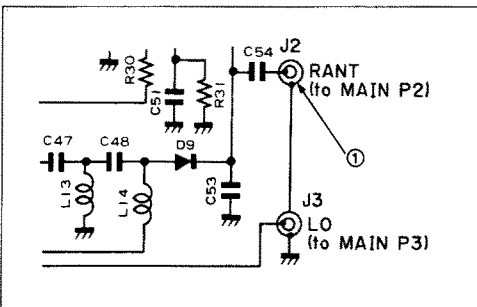 C54
J2
RANT
(to MAIN P2)
R30
C51
R31
①
C47
C48
D9
L13
L14
C53
J3
LO
(to MAIN P3)